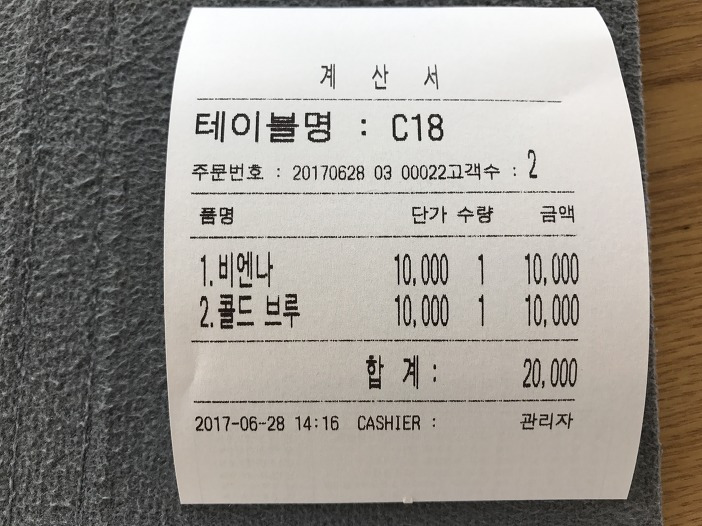 계 산 서
테이블명 : C18
주문번호 : 20170628 03 00022고객수 : 2
품명 단가 수량 금액
1.비엔나 10,000 1 10,000
2.콜드 브루 10,000 1 10,000
합 계 : 20,000
2017-06-28 14:16 CASHIER : 관리자